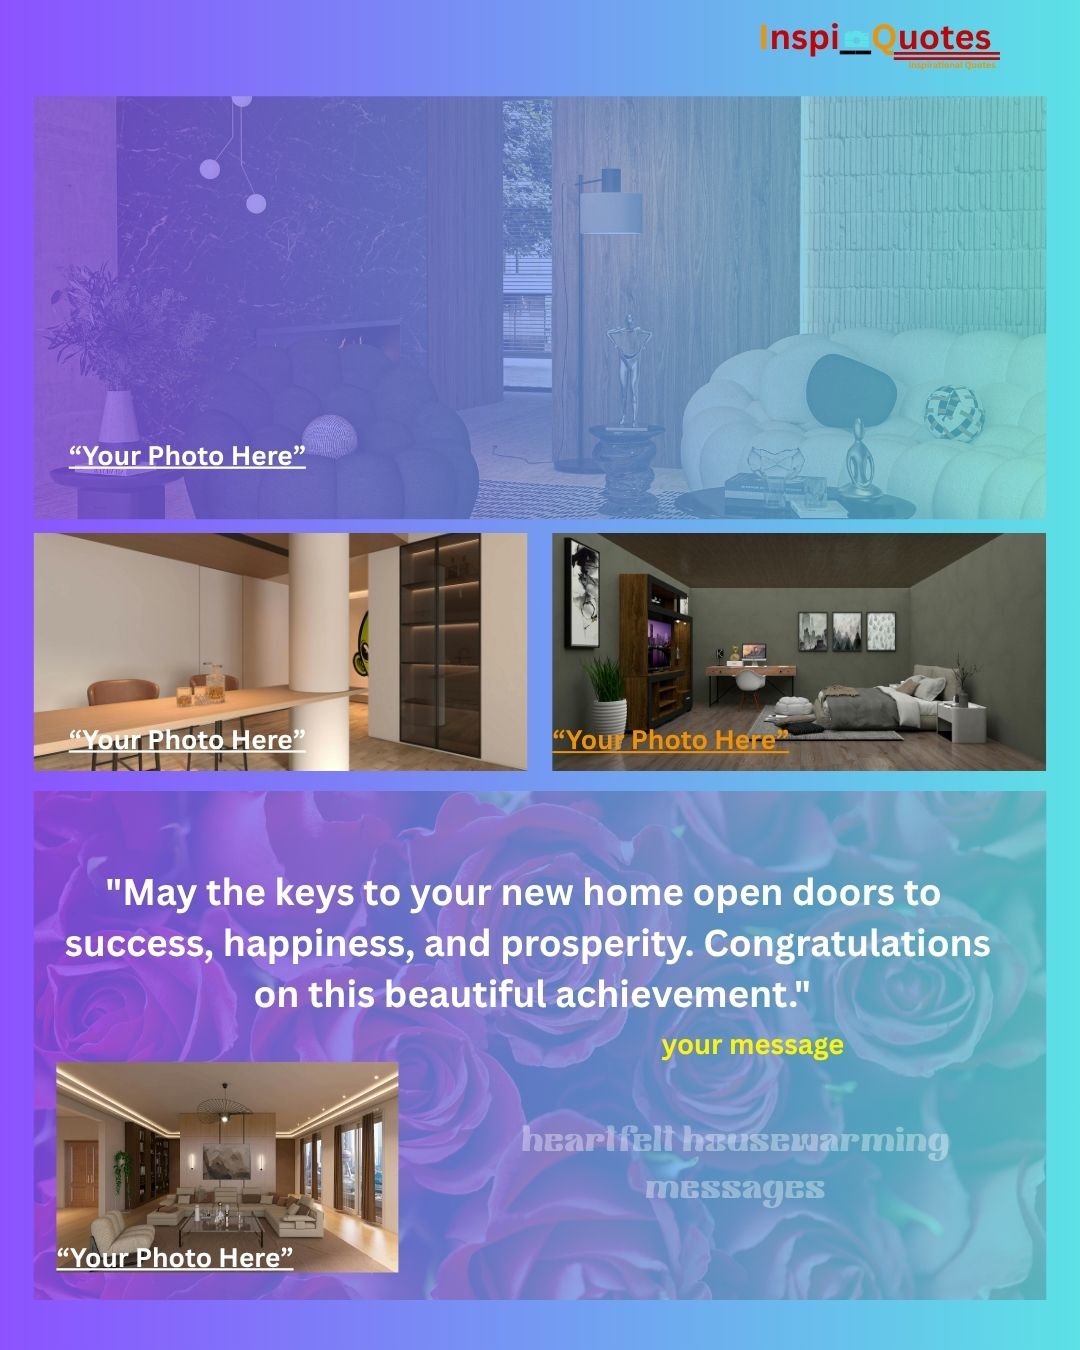 Inspi Quotes
Inspirational Quotes
“Your Photo Here”
“Your Photo Here”
“Your Photo Here”
"May the keys to your new home open doors to
success, happiness, and prosperity. Congratulations
on this beautiful achievement."
your message
heartfelt housewarming
messages
“Your Photo Here”